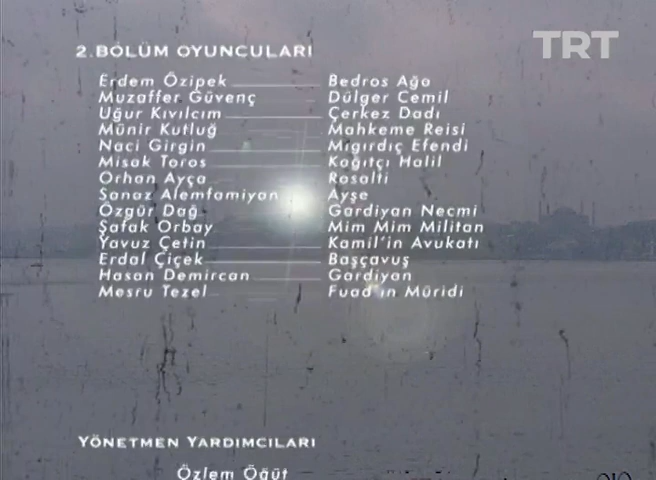 TRT
2.BÖLÜM OYUNCULARI
Erdem Özipek Bedros Ağa
Muzaffer Güvenç Dülger Cemil
Uğur Kıvılcım Çerkez Dadı
Münir Kutluğ Mahkeme Reisi
Naci Girgin Mıgırdıç Efendi
Misak Toros Kağıtçı Halil
Orhan Ayça Rosalti
Sanaz Alemfamiyan Ayşe
Özgür Dağ Gardiyan Necmi
Şafak Orbay Mim Mim Militan
Yavuz Çetin Kamil'in Avukatı
Erdal Çiçek Başçavuş
Hasan Demircan Gardiyan
Mesru Tezel Fuad'ın Müridi
YÖNETMEN YARDIMCILARI
Özlem Öğüt